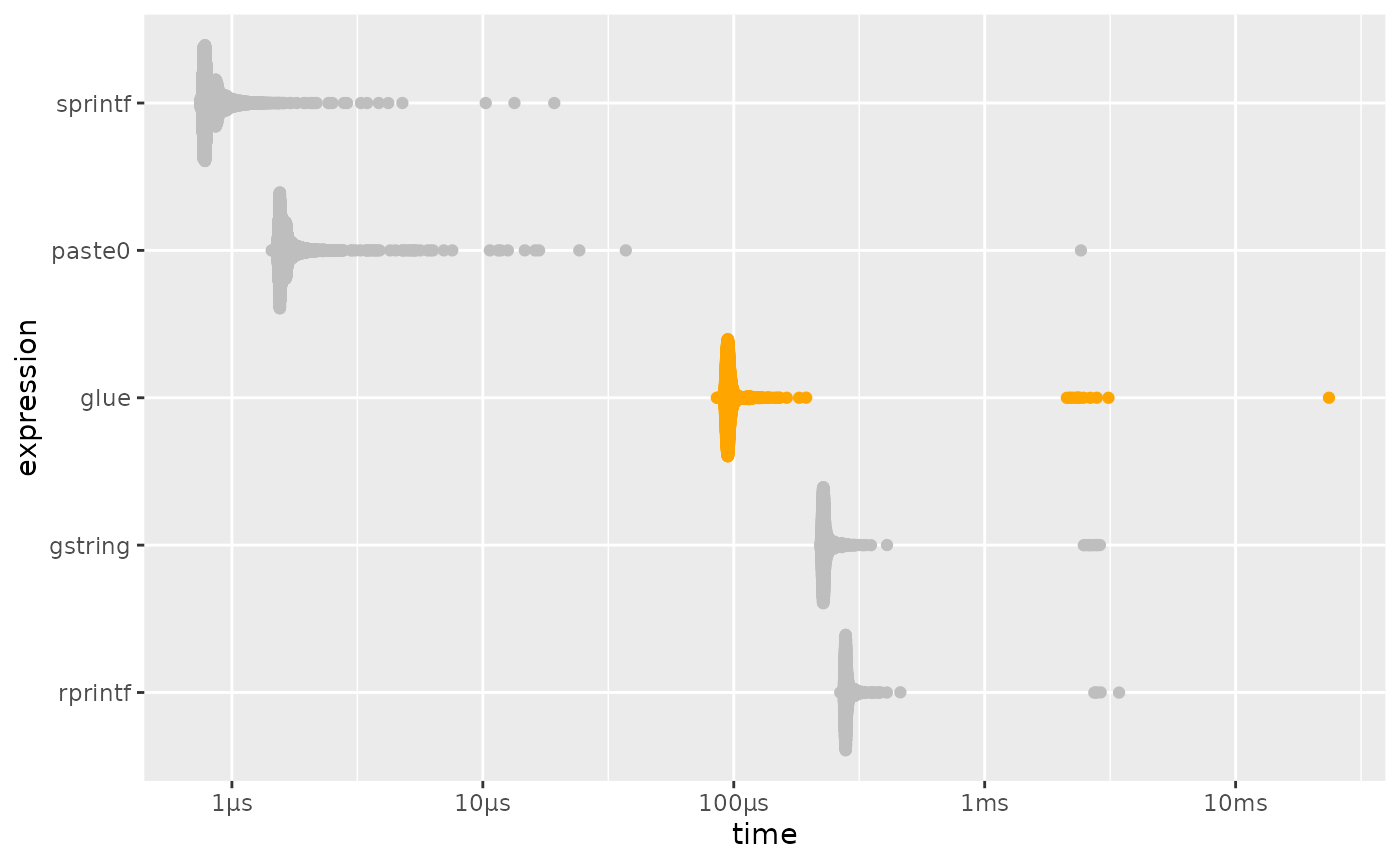 expression
sprintf
paste0
glue
gstring
rprintf
1µs 10µs 100µs 1ms 10ms
time